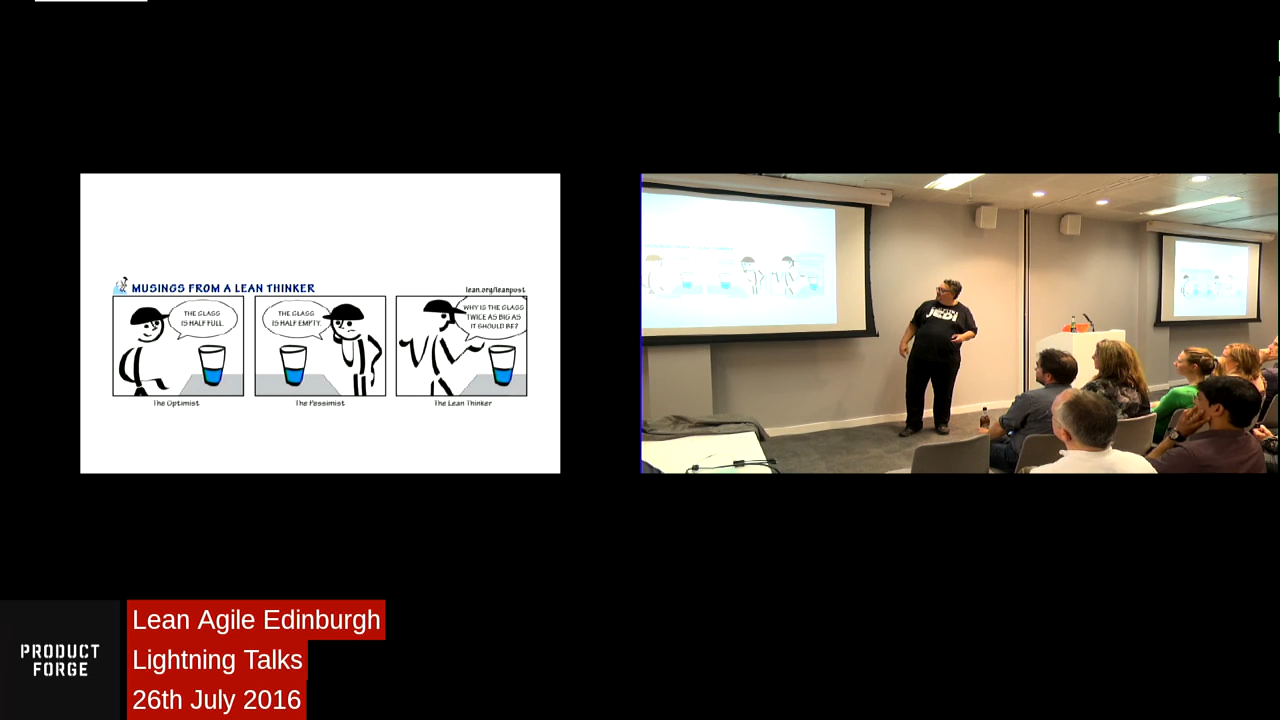 MUSINGS FROM A LEAN THINKER
lean.org/leanpost
THE GLASS
IS HALF FULL.
THE GLASS
IS HALF EMPTY.
WHY IS THE GLASS
TWICE AS BIG AS
IT SHOULD BE?
The Optimist
The Pessimist
The Lean Thinker
JEDI
PRODUCT
FORGE
Lean Agile Edinburgh
Lightning Talks
26th July 2016